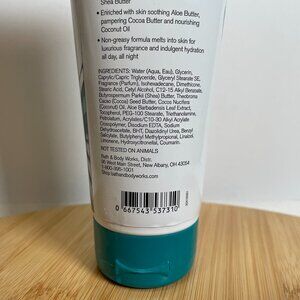 Shea Butter
• Enriched with skin soothing Aloe Butter,
pampering Cocoa Butter and nourishing
Coconut Oil
• Non-greasy formula melts into skin for
luxurious fragrance and indulgent hydration
all day, all night
INGREDIENTS: Water (Aqua, Eau), Glycerin,
Caprylic/Capric Triglyceride, Glyceryl Stearate SE,
Fragrance (Parfum), Isohexadecane, Dimethicone,
Stearic Acid, Cetyl Alcohol, C12-15 Alkyl Benzoate,
Butyrospermum Parkii (Shea) Butter, Theobroma
Cacao (Cocoa) Seed Butter, Cocos Nucifera
(Coconut) Oil, Aloe Barbadensis Leaf Extract,
Tocopherol, PEG-100 Stearate, Triethanolamine,
Petrolatum, Acrylates/C10-30 Alkyl Acrylate
Crosspolymer, Disodium EDTA, Sodium
Dehydroacetate, BHT, Diazolidinyl Urea, Benzyl
Salicylate, Butylphenyl Methylpropional, Linalool,
Limonene, Hydroxycitronellal, Coumarin.
NOT TESTED ON ANIMALS
Bath & Body Works, Distr.
95 West Main Street, New Albany, OH 43054
1-800-395-1001
Shop bathandbodyworks.com
0 667543 537310